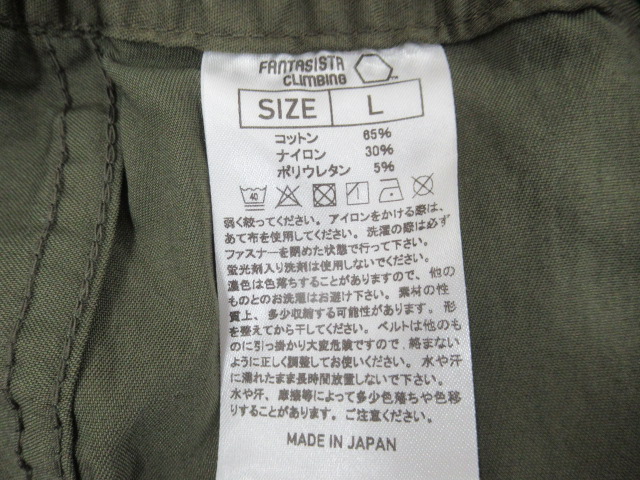 FANTASISTA
CLIMBING
SIZE L
コットン 65%
ナイロン 30%
ポリウレタン 5%
40
弱く絞ってください。アイロンをかける際は、
あて布を使用してください。洗濯の際は必ず
ファスナーを閉めた状態で行って下さい。
蛍光剤入り洗剤は使用しないでください。
濃色は色落ちすることがありますので、他の
ものとのお洗濯はお避け下さい。素材の性
質上、多少収縮する可能性があります。形
を整えてから干してください。ベルトは他のも
のに引っ掛かり大変危険ですので、絡まない
ように正しく調整してお使いください。水や汗
に濡れたまま長時間放置しないで下さい。
水や汗、摩擦等によって多少色落ちや色移
りすることがあります。ご注意ください。
MADE IN JAPAN